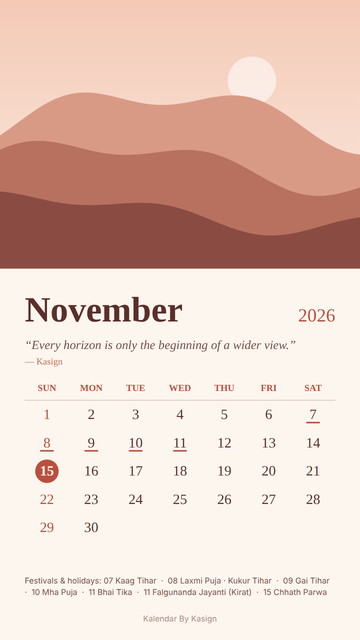 November
2026
“Every horizon is only the beginning of a wider view.”
— Kasign
SUN MON TUE WED THU FRI SAT
1 2 3 4 5 6 7
8 9 10 11 12 13 14
15 16 17 18 19 20 21
22 23 24 25 26 27 28
29 30
Festivals & holidays: 07 Kaag Tihar · 08 Laxmi Puja · Kukur Tihar · 09 Gai Tihar
· 10 Mha Puja · 11 Bhai Tika · 11 Falgunanda Jayanti (Kirat) · 15 Chhath Parwa
Kalendar By Kasign